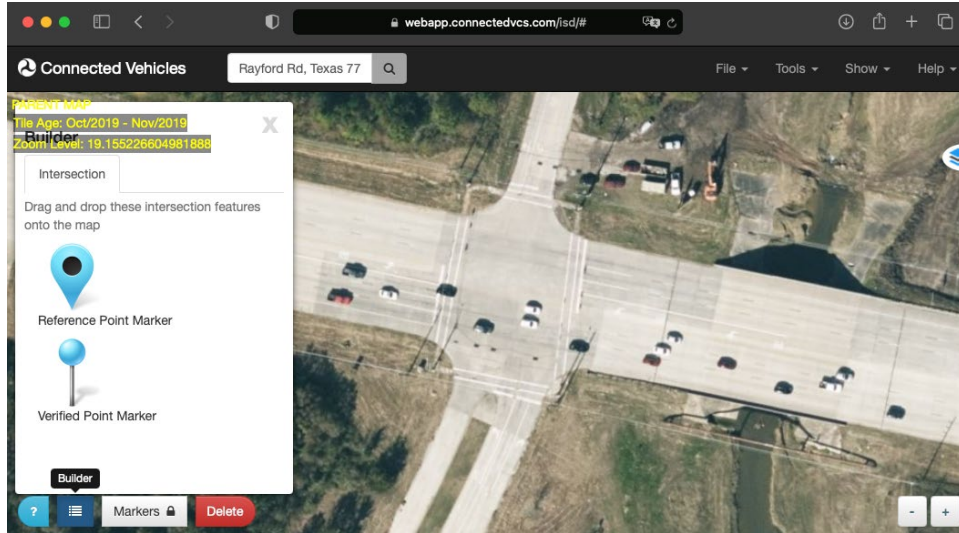 webapp.connectedvcs.com/isd/#
Connected Vehicles
Rayford Rd, Texas 77
File
Tools
Show
Help
PARENT MAP
Tile Age: Oct/2019 - Nov/2019
Builder
Zoom Level: 19.155226604981888
X
Intersection
Drag and drop these intersection features
onto the map
Reference Point Marker
Verified Point Marker
Builder
?
Markers
Delete
-
+